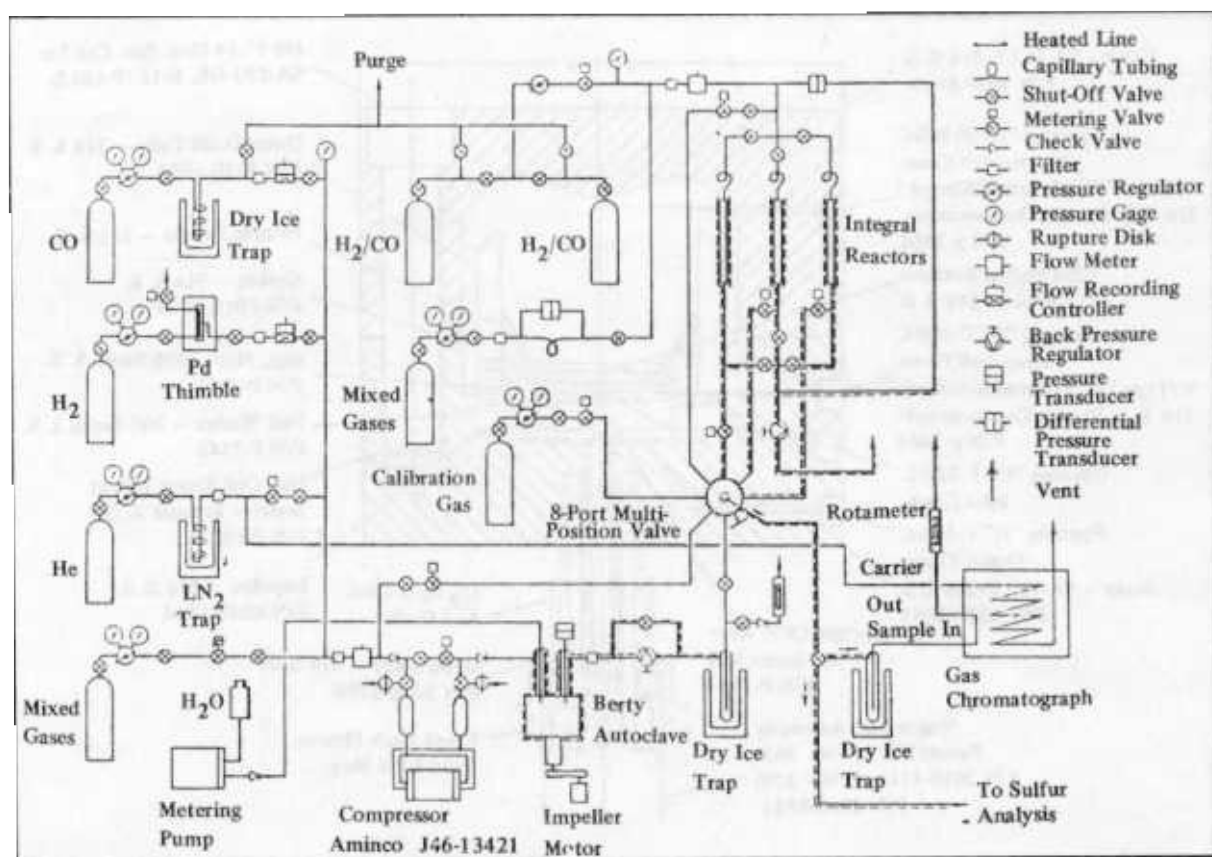 Purge
CO
Dry Ice
Trap
H2/CO
H2/CO
Integral
Reactors
H2
Pd
Thimble
Mixed
Gases
Calibration
Gas
8-Port Multi-
Position Valve
He
LN2
Trap
Rotameter
Carrier
Out
Sample In
Gas
Chromatograph
Mixed
Gases
H2O
Metering
Pump
Compressor
Aminco J46-13421
Berty
Autoclave
Impeller
Motor
Dry Ice
Trap
Dry Ice
Trap
To Sulfur
Analysis
Heated Line
Capillary Tubing
Shut-Off Valve
Metering Valve
Check Valve
Filter
Pressure Regulator
Pressure Gage
Rupture Disk
Flow Meter
Flow Recording
Controller
Back Pressure
Regulator
Pressure
Transducer
Differential
Pressure
Transducer
Vent